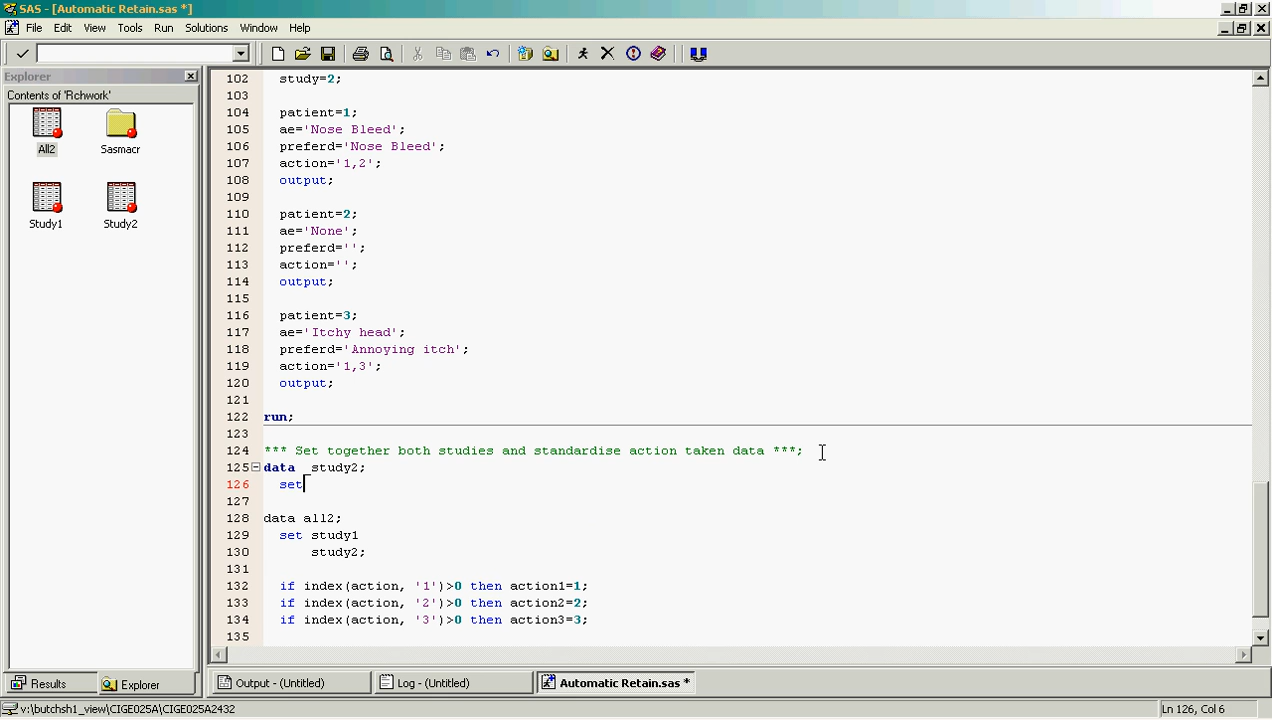 SAS - [Automatic Retain.sas *]
File Edit View Tools Run Solutions Window Help
Explorer
Contents of 'Rchwork'
All2 Sasmacr
Study1 Study2
102 study=2;
103
104 patient=1;
105 ae='Nose Bleed';
106 preferd='Nose Bleed';
107 action='1,2';
108 output;
109
110 patient=2;
111 ae='None';
112 preferd='';
113 action='';
114 output;
115
116 patient=3;
117 ae='Itchy head';
118 preferd='Annoying itch';
119 action='1,3';
120 output;
121
122 run;
123
124 *** Set together both studies and standardise action taken data ***;
125 data _study2;
126 set
127
128 data all2;
129 set study1
130 study2;
131
132 if index(action, '1')>0 then action1=1;
133 if index(action, '2')>0 then action2=2;
134 if index(action, '3')>0 then action3=3;
135
Results Explorer Output - (Untitled) Log - (Untitled) Automatic Retain.sas *
v:\butchsh1_view\CIGE025A\CIGE025A2432 Ln 126, Col 6